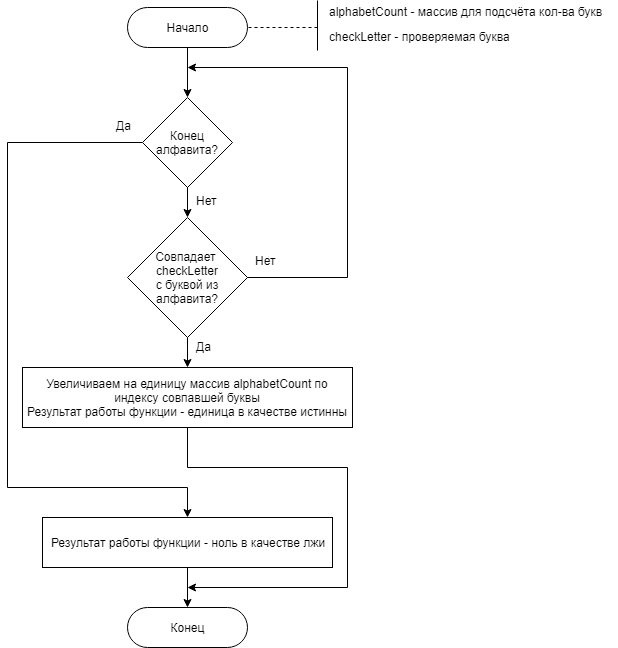 Начало
alphabetCount - массив для подсчёта кол-ва букв
checkLetter - проверяемая буква
Да
Конец
алфавита?
Нет
Совпадает
checkLetter
с буквой из
алфавита?
Нет
Да
Увеличиваем на единицу массив alphabetCount по
индексу совпавшей буквы
Результат работы функции - единица в качестве истинны
Результат работы функции - ноль в качестве лжи
Конец